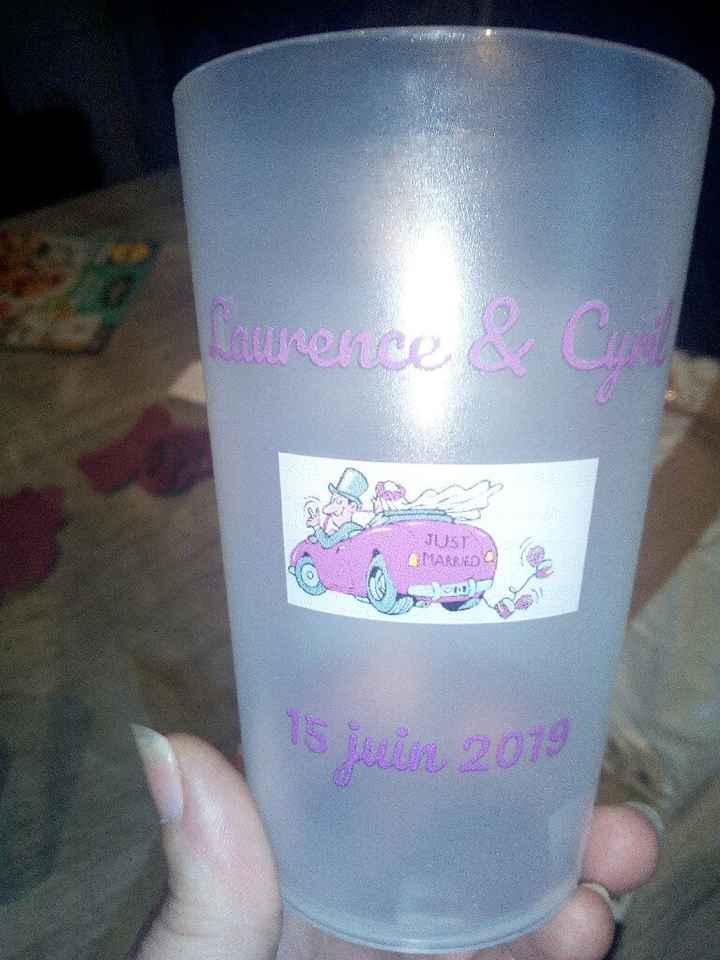 Laurence & Cyril
JUST
MARRIED
15 juin 2019